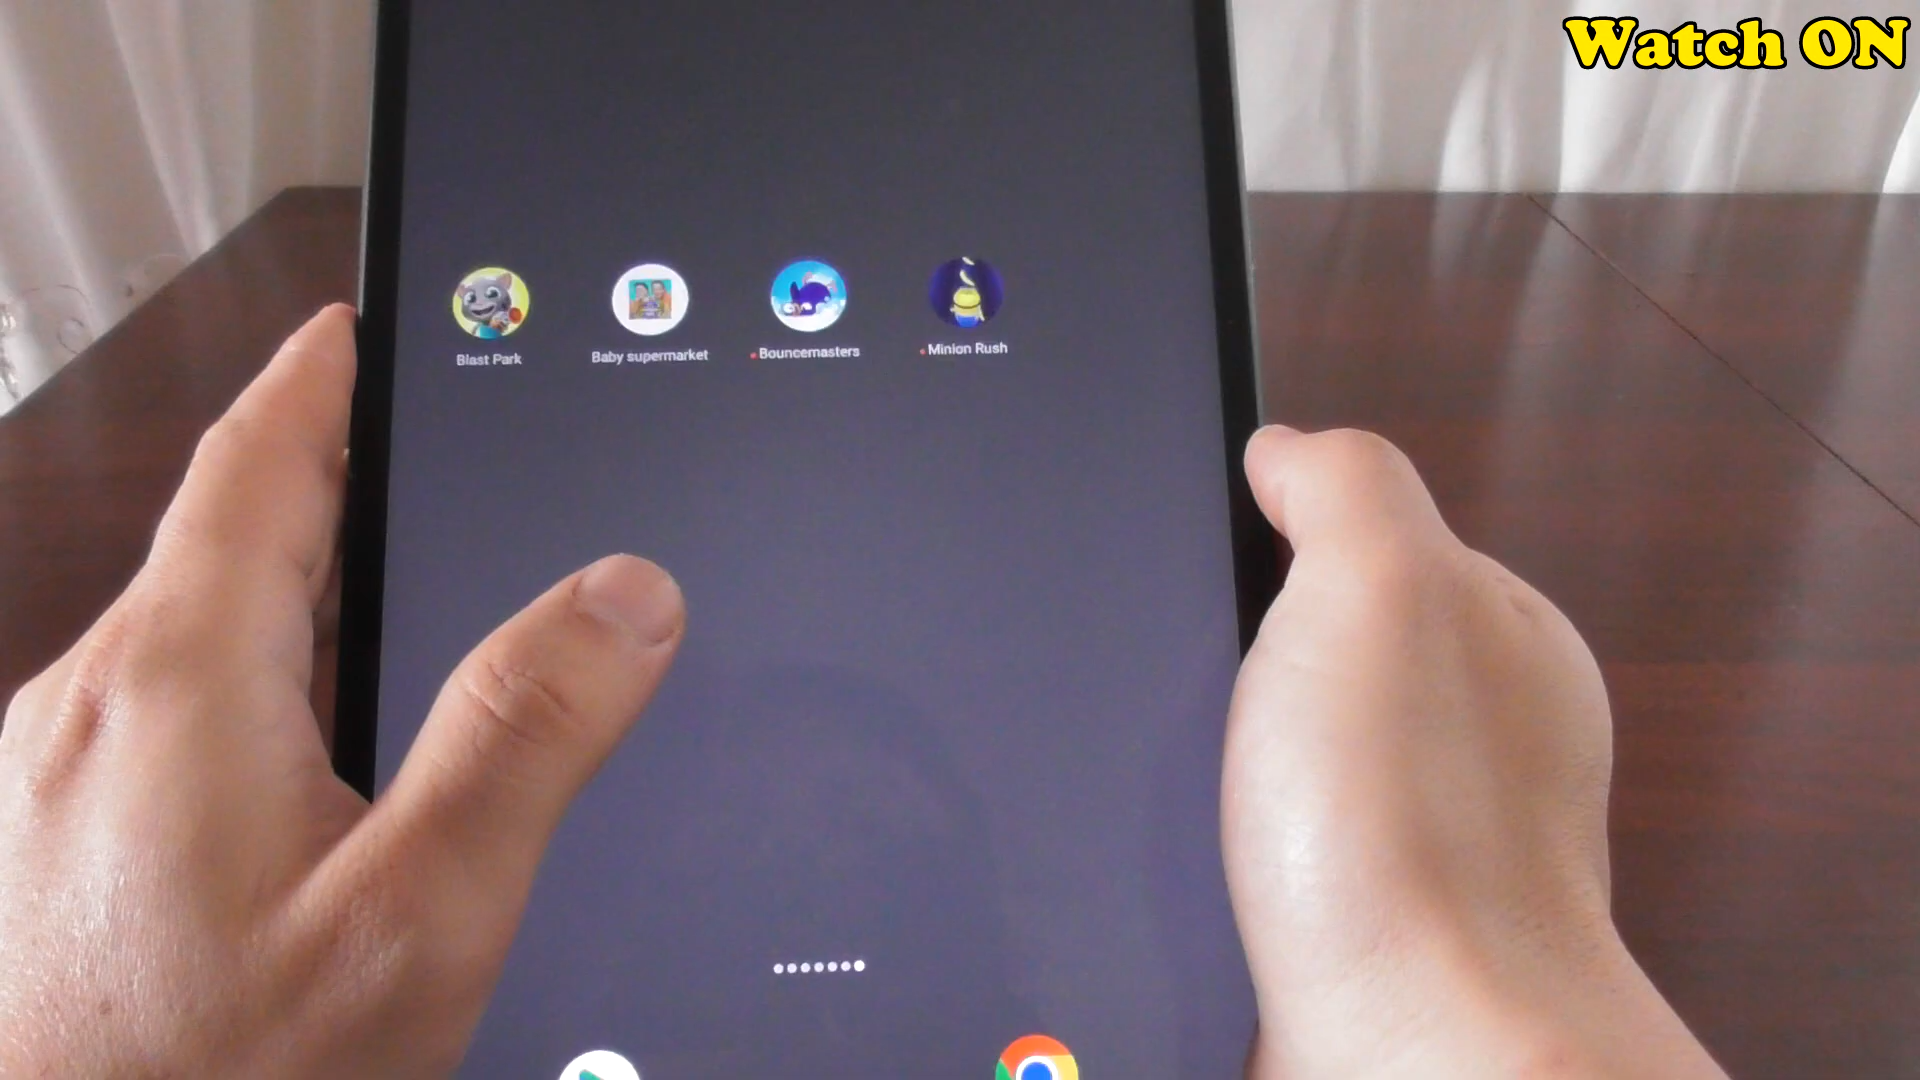 Watch ON
Blast Park
Baby supermarket
Bouncemasters
Minion Rush